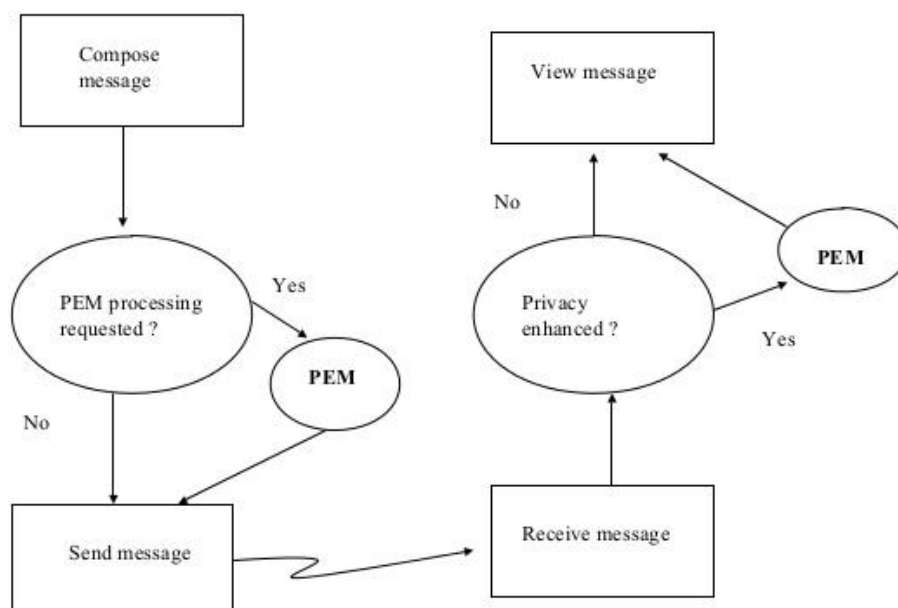 Compose
message
PEM processing
requested ?
Yes
PEM
No
Send message
Receive message
Privacy
enhanced ?
Yes
PEM
No
View message